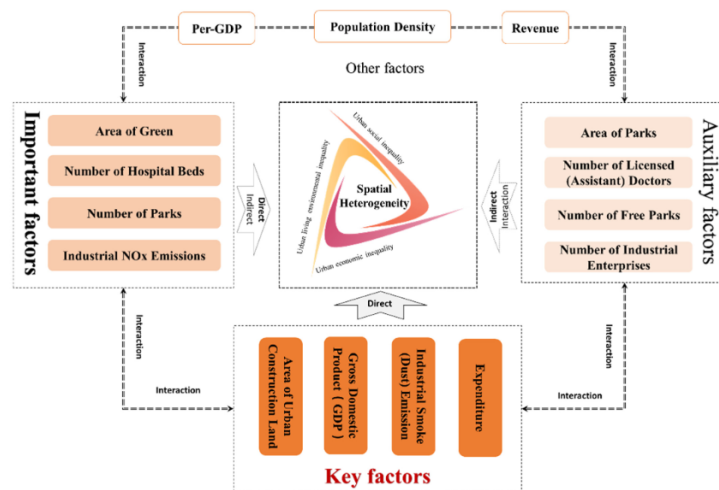 Per-GDP
Population Density
Revenue
Interaction
Interaction
Other factors
Important factors
Area of Green
Number of Hospital Beds
Number of Parks
Industrial NOx Emissions
Direct
Indirect
Urban social inequality
Urban living environmental inequality
Urban economic inequality
Spatial
Heterogeneity
Indirect
Interaction
Auxiliary factors
Area of Parks
Number of Licensed
(Assistant) Doctors
Number of Free Parks
Number of Industrial
Enterprises
Direct
Interaction
Interaction
Interaction
Interaction
Area of Urban
Construction Land
Gross Domestic
Product ( GDP )
Industrial Smoke
(Dust) Emission
Expenditure
Key factors